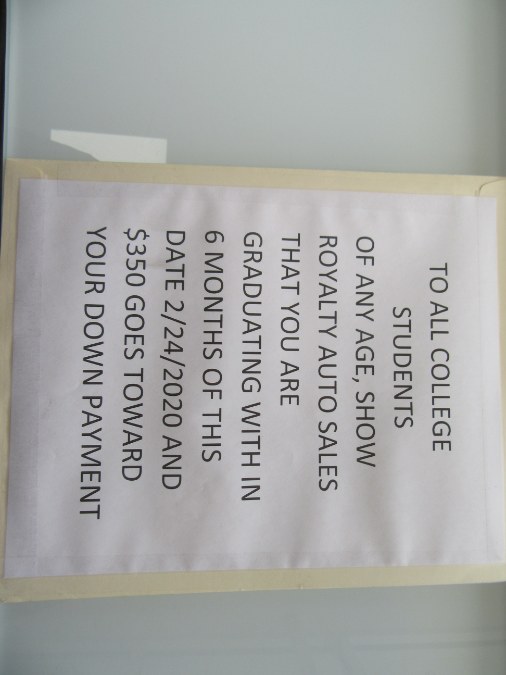 TO ALL COLLEGE
STUDENTS
OF ANY AGE, SHOW
ROYALTY AUTO SALES
THAT YOU ARE
GRADUATING WITH IN
6 MONTHS OF THIS
DATE 2/24/2020 AND
$350 GOES TOWARD
YOUR DOWN PAYMENT